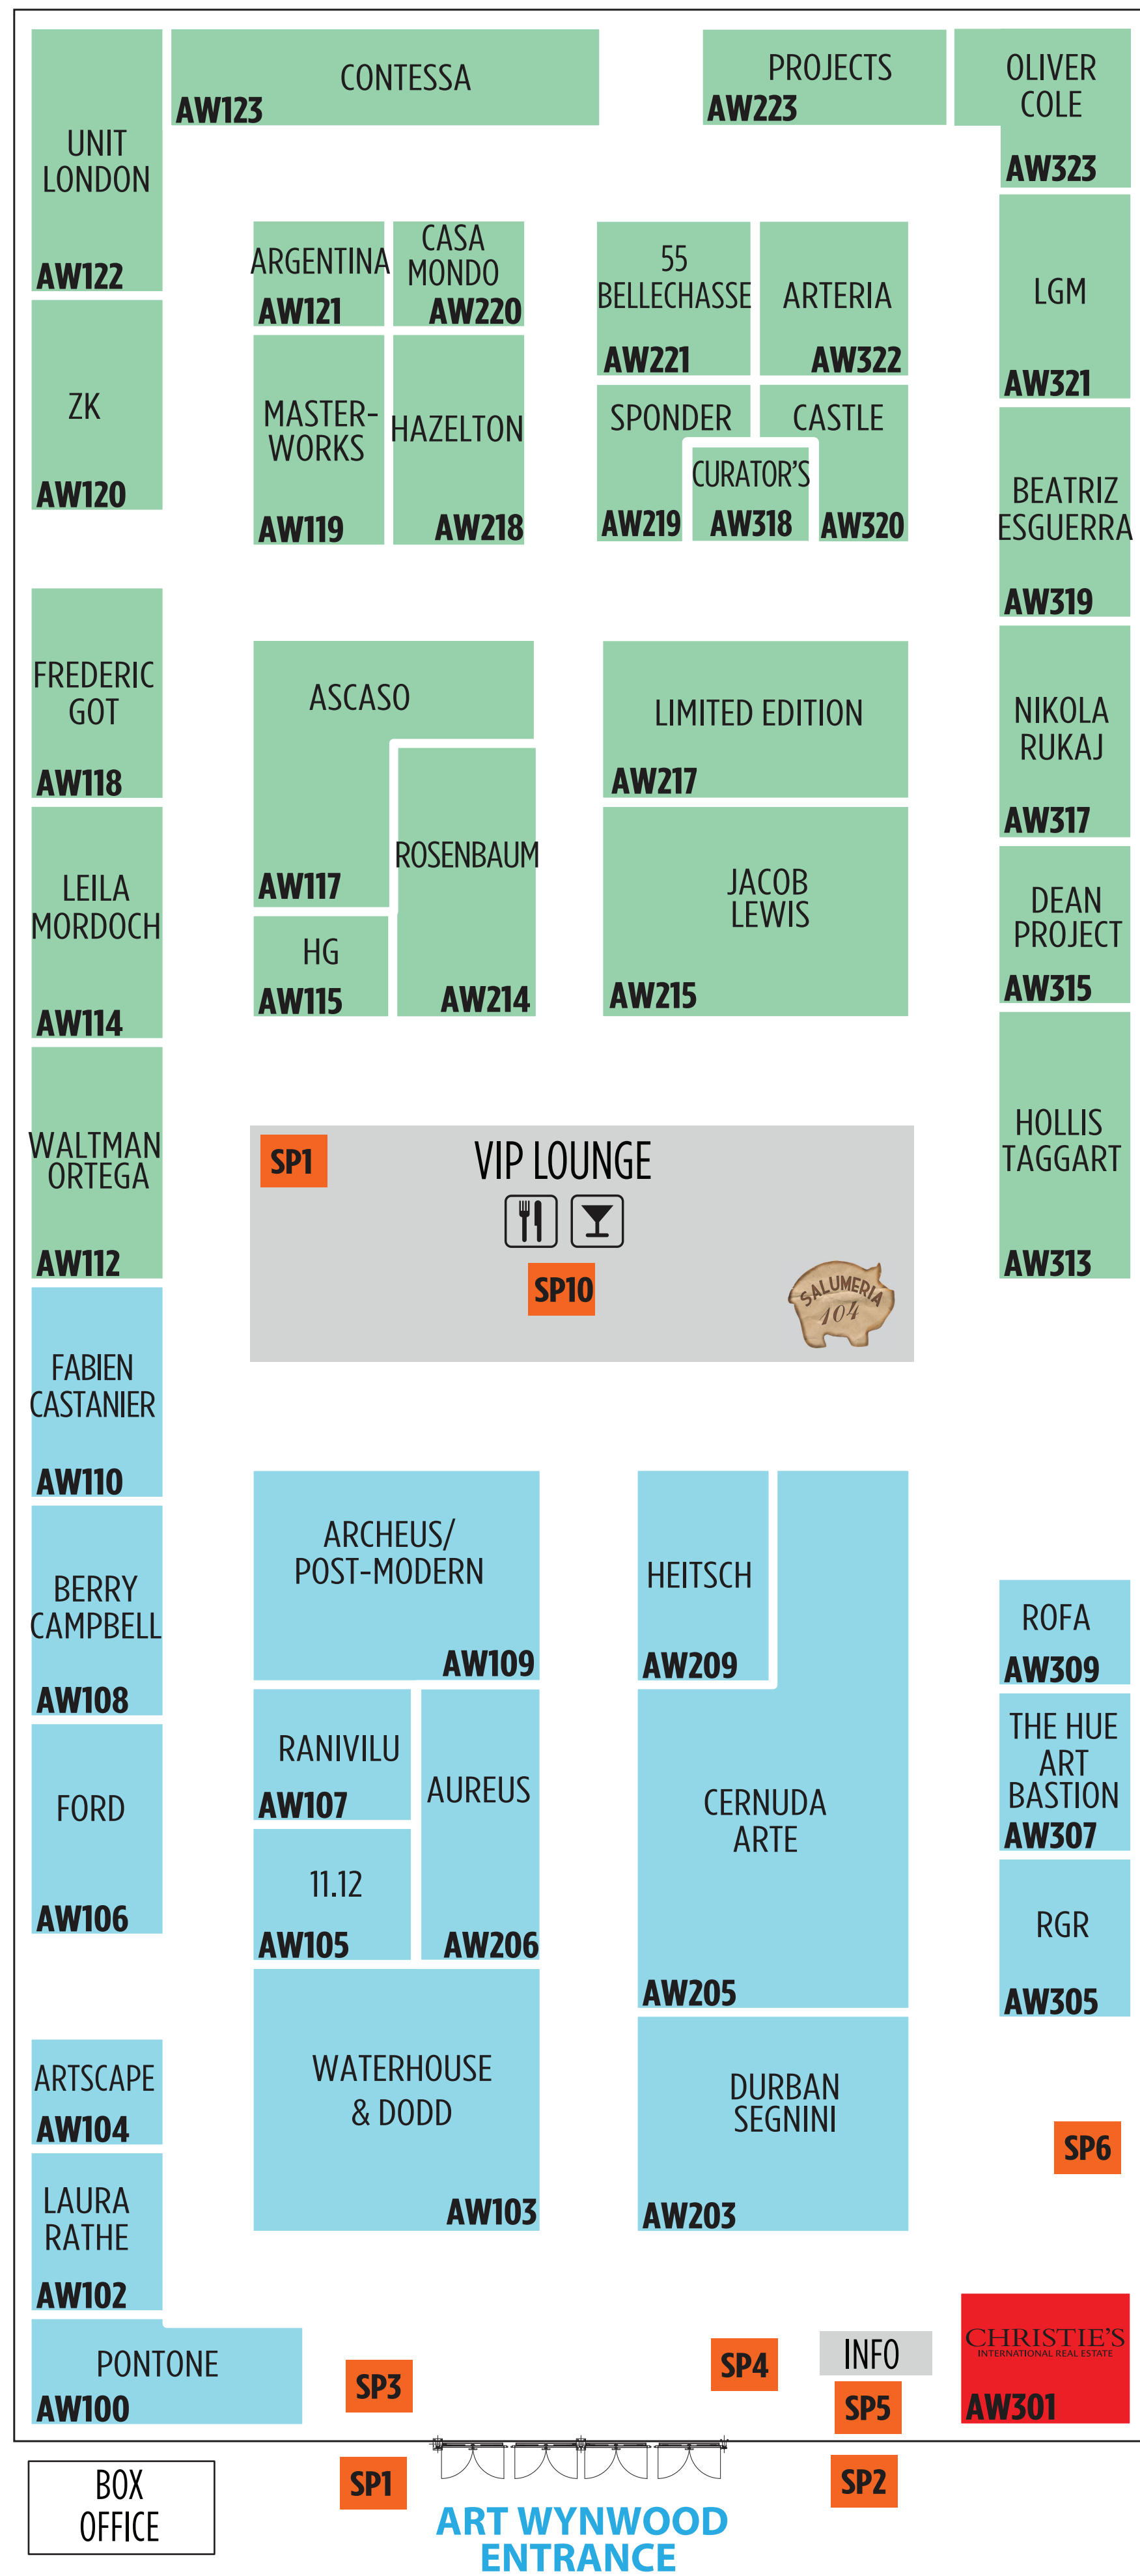 CONTESSA
AW123
PROJECTS
AW223
OLIVER
COLE
AW323
UNIT
LONDON
AW122
ARGENTINA
AW121
CASA
MONDO
AW220
55
BELLECHASSE
AW221
ARTERIA
AW322
LGM
AW321
ZK
AW120
MASTER-
WORKS
AW119
HAZELTON
AW218
SPONDER
AW219
CURATOR'S
AW318
CASTLE
AW320
BEATRIZ
ESGUERRA
AW319
FREDERIC
GOT
AW118
ASCASO
AW117
LIMITED EDITION
AW217
NIKOLA
RUKAJ
AW317
LEILA
MORDOCH
AW114
ROSENBAUM
AW214
HG
AW115
JACOB
LEWIS
AW215
DEAN
PROJECT
AW315
WALTMAN
ORTEGA
AW112
SP1
VIP LOUNGE
SP10
SALUMERIA
104
HOLLIS
TAGGART
AW313
FABIEN
CASTANIER
AW110
ARCHEUS/
POST-MODERN
AW109
HEITSCH
AW209
BERRY
CAMPBELL
AW108
ROFA
AW309
RANIVILU
AW107
AUREUS
AW206
CERNUDA
ARTE
AW205
THE HUE
ART
BASTION
AW307
FORD
AW106
11.12
AW105
RGR
AW305
ARTSCAPE
AW104
WATERHOUSE
& DODD
AW103
DURBAN
SEGNINI
AW203
SP6
LAURA
RATHE
AW102
PONTONE
AW100
SP3
SP4
INFO
SP5
CHRISTIE'S
INTERNATIONAL REAL ESTATE
AW301
BOX
OFFICE
SP1
SP2
ART WYNWOOD
ENTRANCE